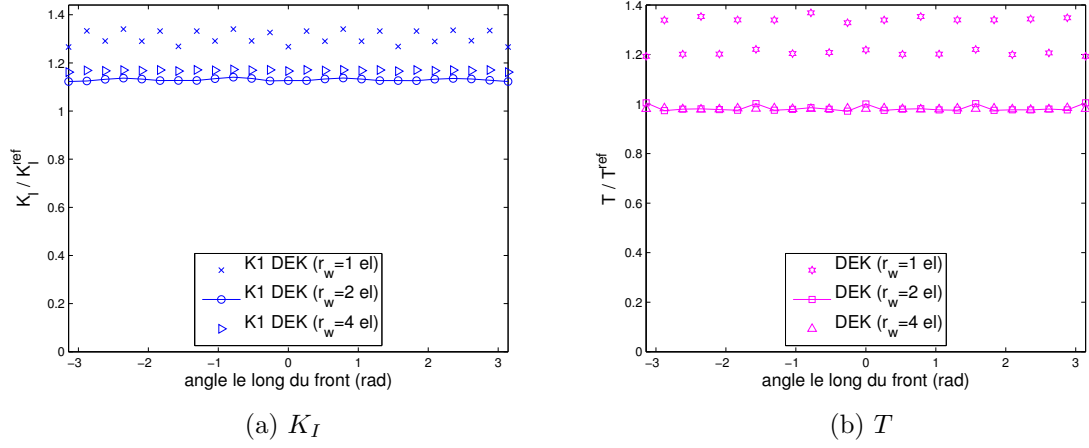 1.4
1.2
1
0.8
0.6
0.4
0.2
0
K_I / K_I^ref
K1 DEK (r_w=1 el)
K1 DEK (r_w=2 el)
K1 DEK (r_w=4 el)
−3 −2 −1 0 1 2 3
angle le long du front (rad)
(a) K_I
1.4
1.2
1
0.8
0.6
0.4
0.2
0
T / T^ref
DEK (r_w=1 el)
DEK (r_w=2 el)
DEK (r_w=4 el)
−3 −2 −1 0 1 2 3
angle le long du front (rad)
(b) T